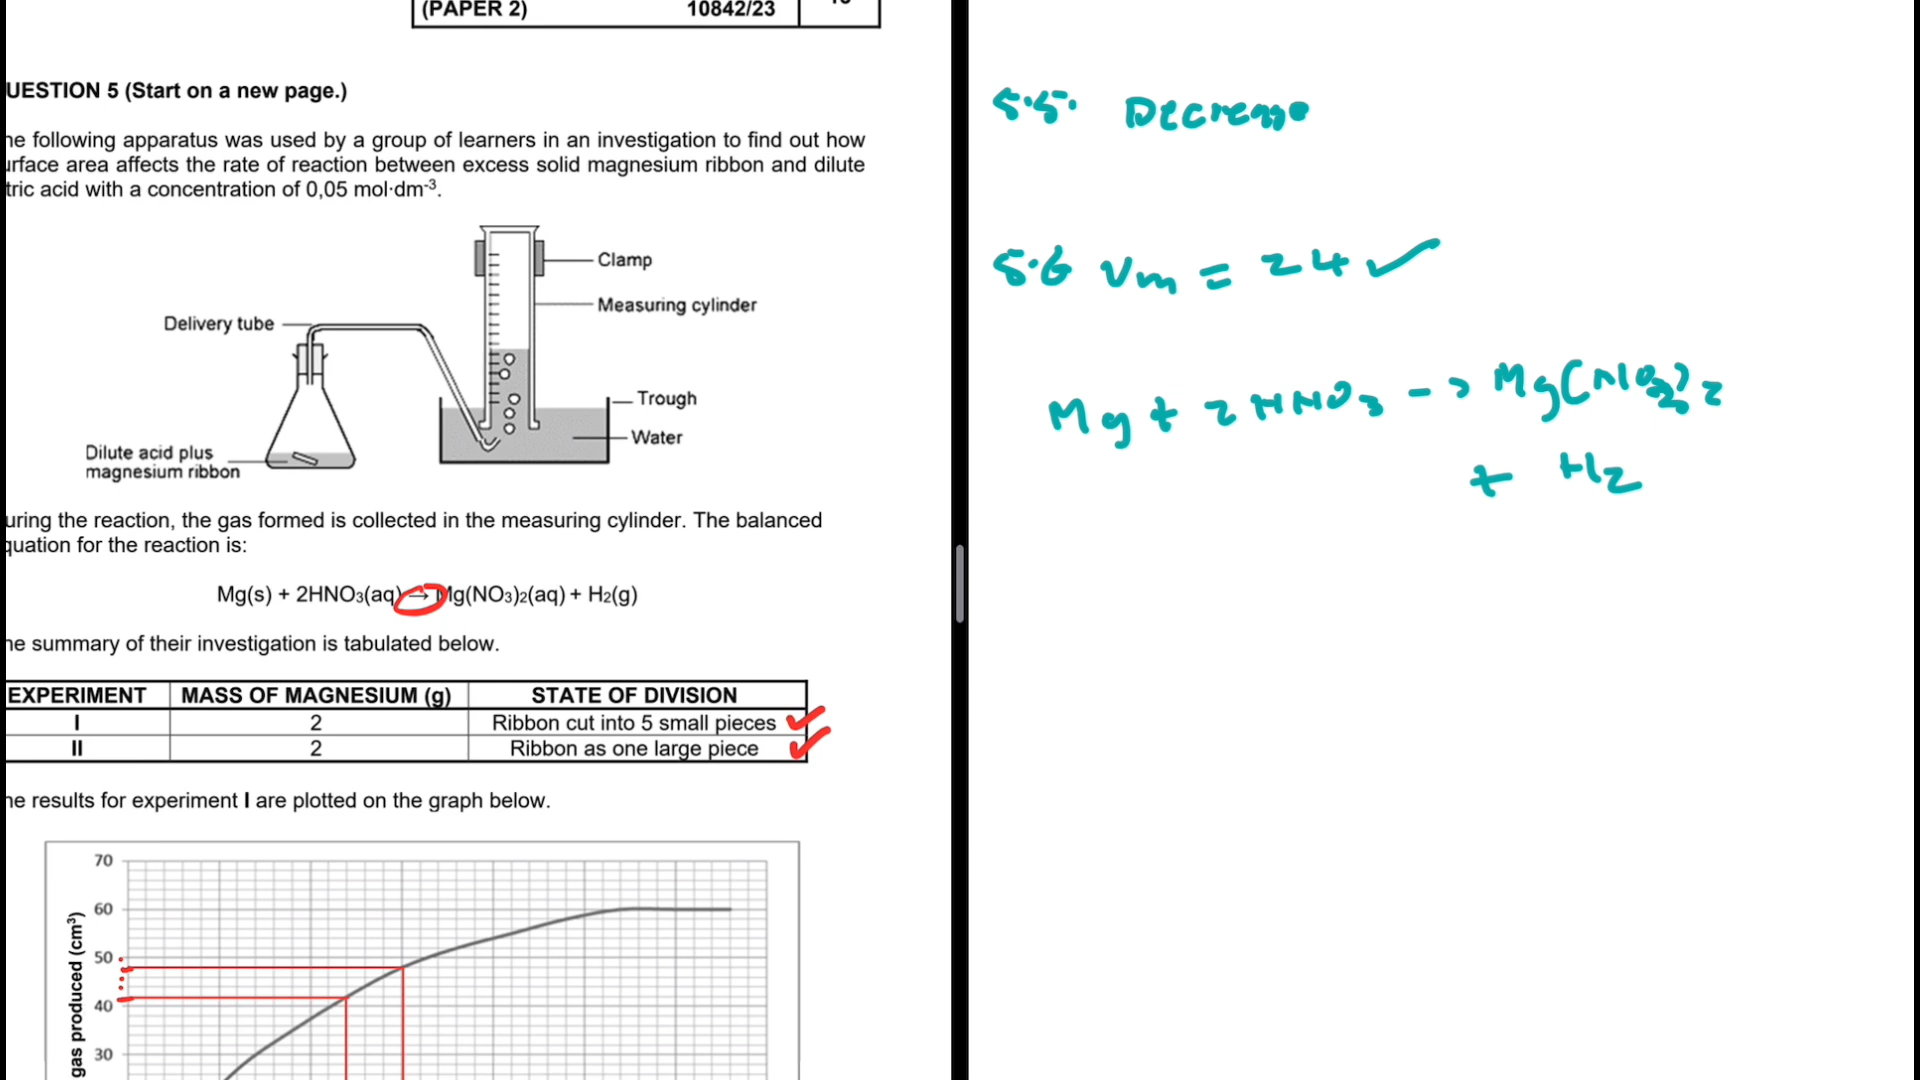 (PAPER 2) 10842/23
UESTION 5 (Start on a new page.)
he following apparatus was used by a group of learners in an investigation to find out how
urface area affects the rate of reaction between excess solid magnesium ribbon and dilute
tric acid with a concentration of 0,05 mol·dm⁻³.
Clamp
Measuring cylinder
Delivery tube
Trough
Water
Dilute acid plus
magnesium ribbon
uring the reaction, the gas formed is collected in the measuring cylinder. The balanced
quation for the reaction is:
Mg(s) + 2HNO₃(aq) → Mg(NO₃)₂(aq) + H₂(g)
he summary of their investigation is tabulated below.
EXPERIMENT MASS OF MAGNESIUM (g) STATE OF DIVISION
I 2 Ribbon cut into 5 small pieces
II 2 Ribbon as one large piece
he results for experiment I are plotted on the graph below.
70
60
50
40
30
gas produced (cm³)
5.5. Decrease
5.6 Vm = 24 ✓
Mg + 2HNO₃ -> Mg(NO₃)₂
+ H₂